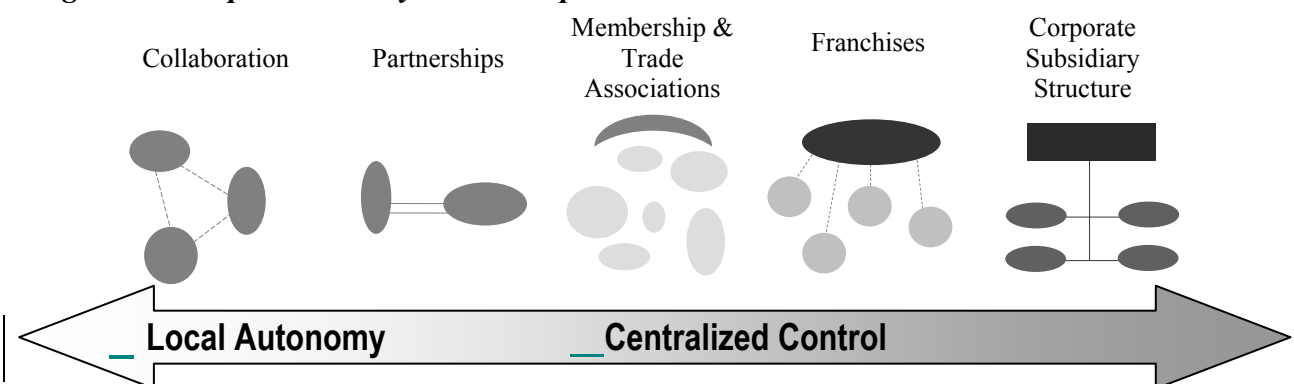 Collaboration
Partnerships
Membership &
Trade
Associations
Franchises
Corporate
Subsidiary
Structure
Local Autonomy
Centralized Control